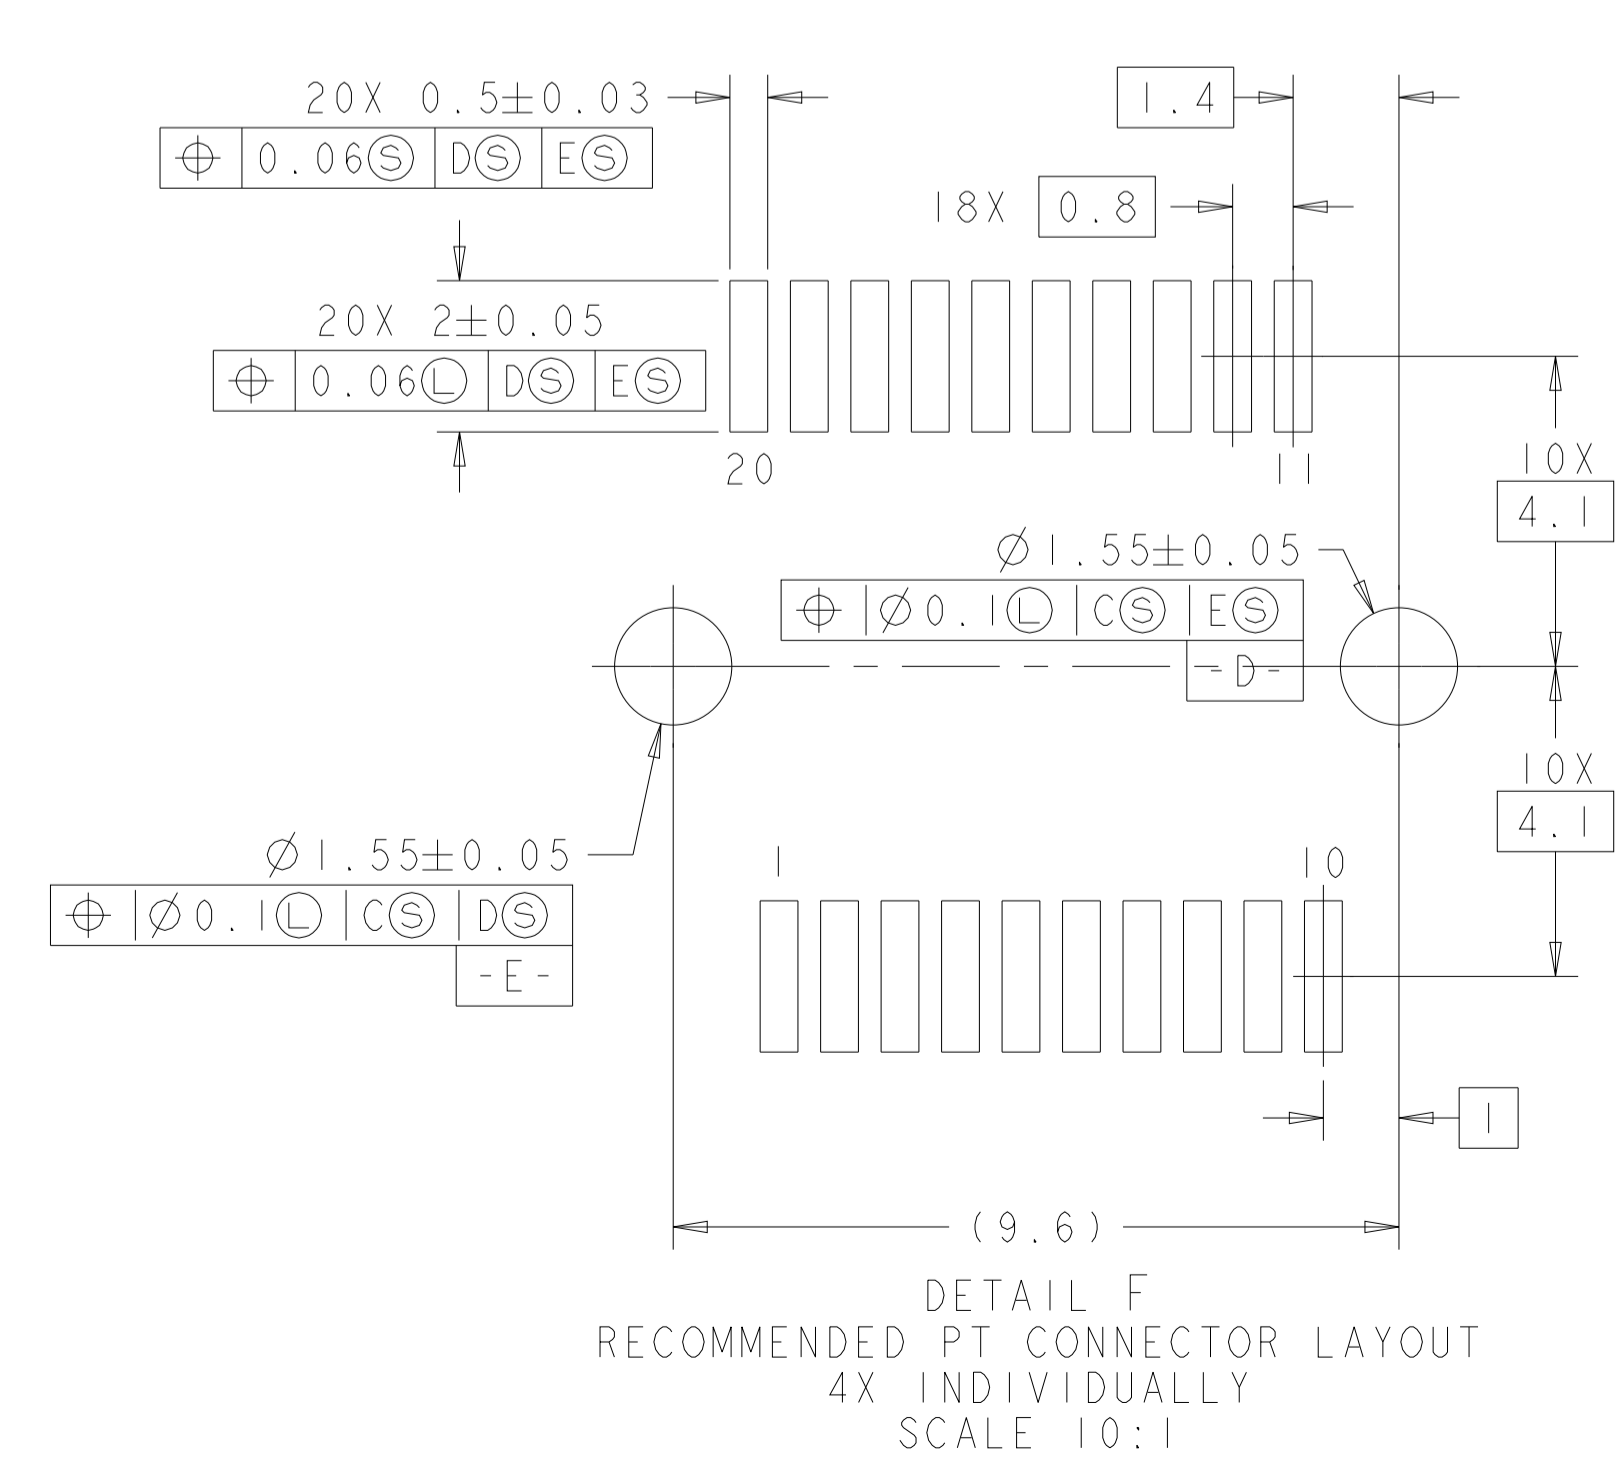 20X 0.5±0.03
⌖ 0.06Ⓢ DⓈ EⓈ
1.4
18X 0.8
20X 2±0.05
⌖ 0.06Ⓛ DⓈ EⓈ
20
11
10X
4.1
Ø1.55±0.05
⌖ Ø0.1Ⓛ CⓈ EⓈ
-D-
10X
4.1
Ø1.55±0.05
⌖ Ø0.1Ⓛ CⓈ DⓈ
-E-
1
10
1
(9.6)
DETAIL F
RECOMMENDED PT CONNECTOR LAYOUT
4X INDIVIDUALLY
SCALE 10:1